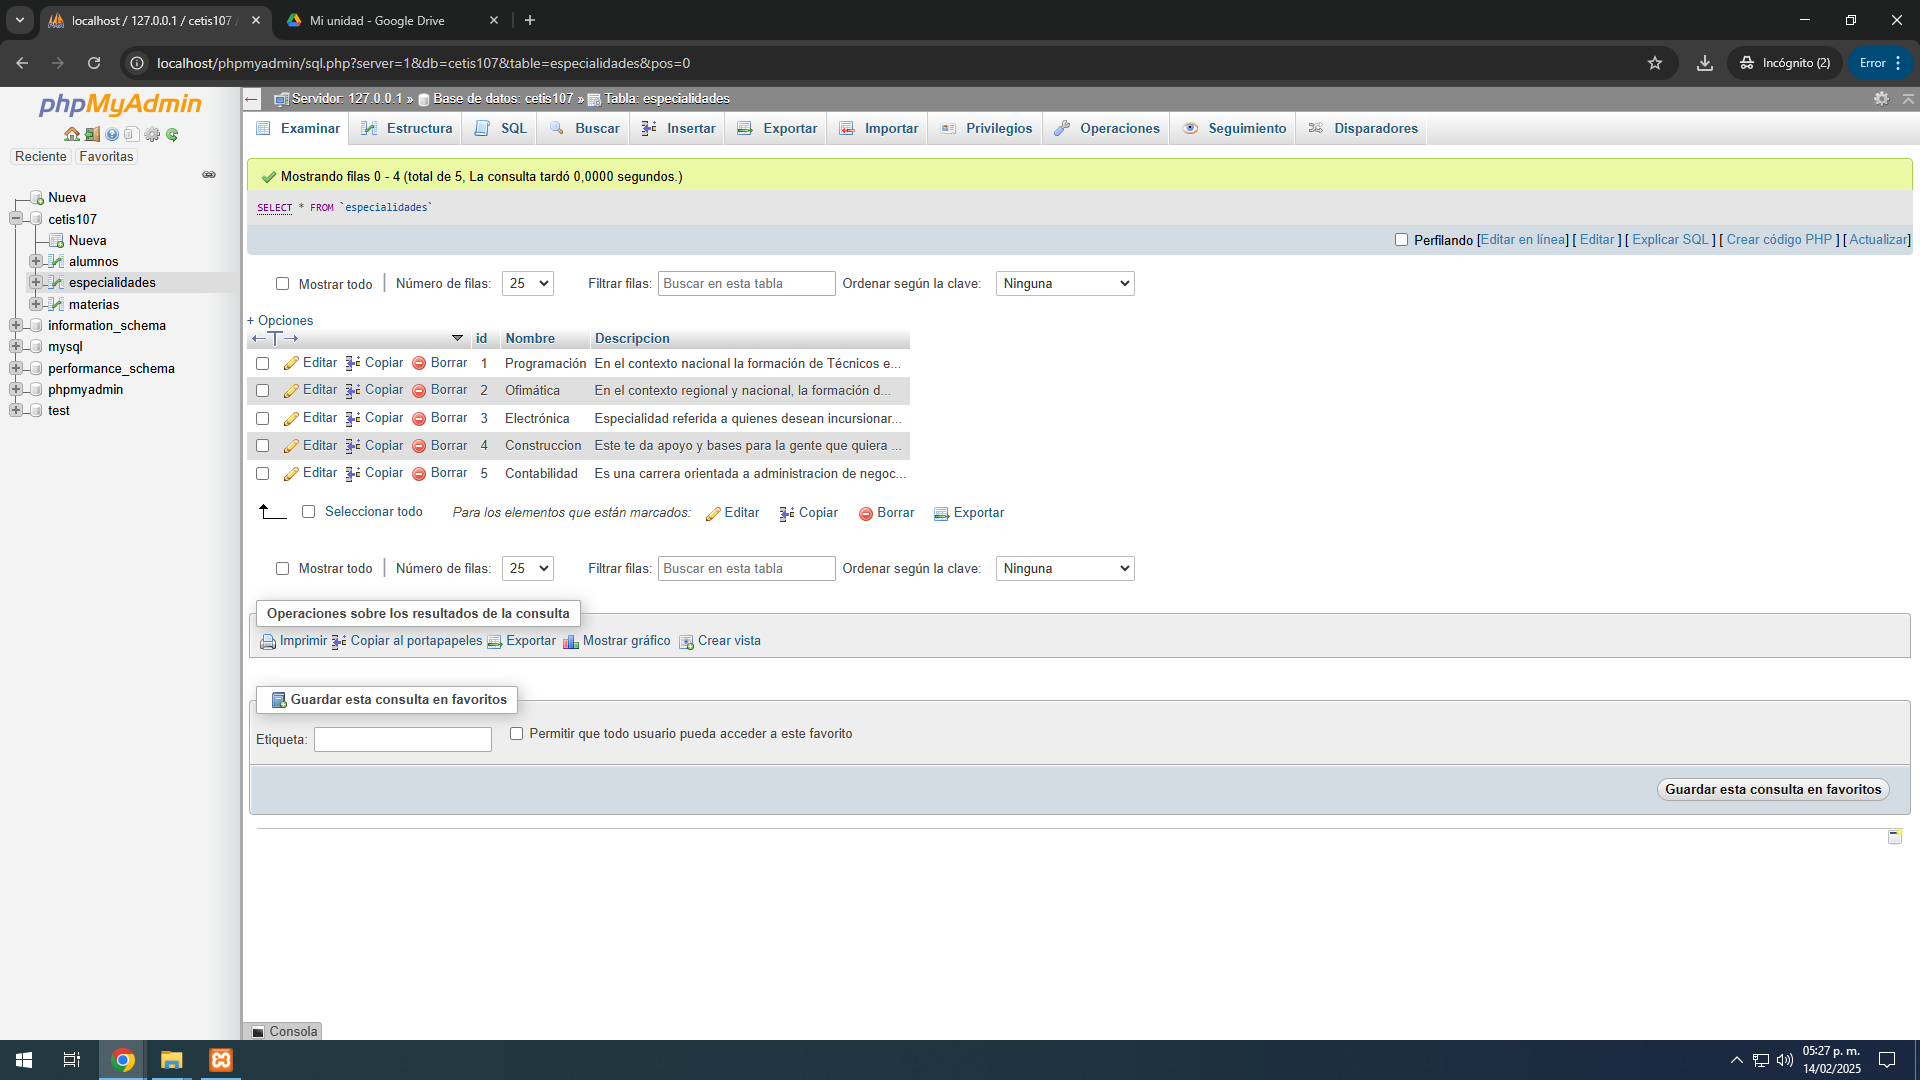 localhost / 127.0.0.1 / cetis107
Mi unidad - Google Drive
localhost/phpmyadmin/sql.php?server=1&db=cetis107&table=especialidades&pos=0
Incógnito (2)
Error
phpMyAdmin
Reciente
Favoritas
Nueva
cetis107
Nueva
alumnos
especialidades
materias
information_schema
mysql
performance_schema
phpmyadmin
test
Servidor: 127.0.0.1 » Base de datos: cetis107 » Tabla: especialidades
Examinar Estructura SQL Buscar Insertar Exportar Importar Privilegios Operaciones Seguimiento Disparadores
Mostrando filas 0 - 4 (total de 5, La consulta tardó 0,0000 segundos.)
SELECT * FROM `especialidades`
Perfilando [Editar en línea] [ Editar ] [ Explicar SQL ] [ Crear código PHP ] [ Actualizar]
Mostrar todo Número de filas: 25 Filtrar filas: Buscar en esta tabla Ordenar según la clave: Ninguna
+ Opciones
←T→ id Nombre Descripcion
Editar Copiar Borrar 1 Programación En el contexto nacional la formación de Técnicos e...
Editar Copiar Borrar 2 Ofimática En el contexto regional y nacional, la formación d...
Editar Copiar Borrar 3 Electrónica Especialidad referida a quienes desean incursionar...
Editar Copiar Borrar 4 Construccion Este te da apoyo y bases para la gente que quiera ...
Editar Copiar Borrar 5 Contabilidad Es una carrera orientada a administracion de negoc...
Seleccionar todo Para los elementos que están marcados: Editar Copiar Borrar Exportar
Mostrar todo Número de filas: 25 Filtrar filas: Buscar en esta tabla Ordenar según la clave: Ninguna
Operaciones sobre los resultados de la consulta
Imprimir Copiar al portapapeles Exportar Mostrar gráfico Crear vista
Guardar esta consulta en favoritos
Etiqueta: Permitir que todo usuario pueda acceder a este favorito
Guardar esta consulta en favoritos
Consola
05:27 p. m.
14/02/2025